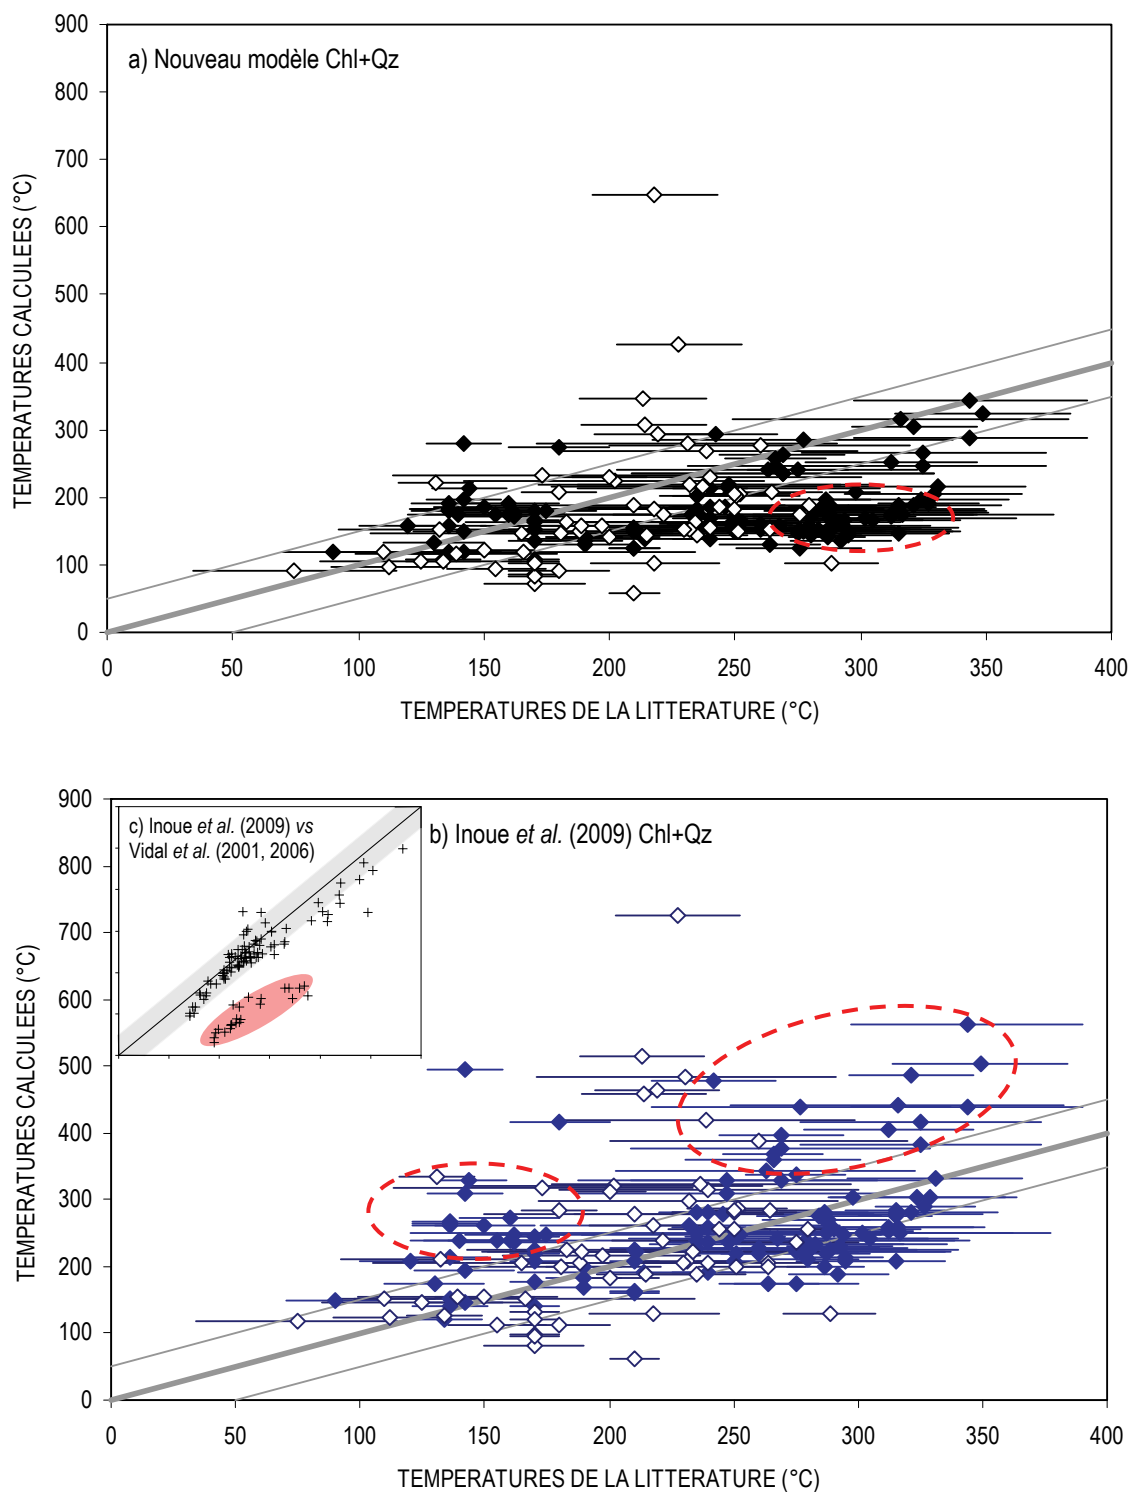 900
a) Nouveau modèle Chl+Qz
800
700
600
500
400
300
200
100
0
TEMPERATURES CALCULEES (°C)
0 50 100 150 200 250 300 350 400
TEMPERATURES DE LA LITTERATURE (°C)
900
c) Inoue et al. (2009) vs
Vidal et al. (2001, 2006)
b) Inoue et al. (2009) Chl+Qz
800
700
600
500
400
300
200
100
0
TEMPERATURES CALCULEES (°C)
0 50 100 150 200 250 300 350 400
TEMPERATURES DE LA LITTERATURE (°C)